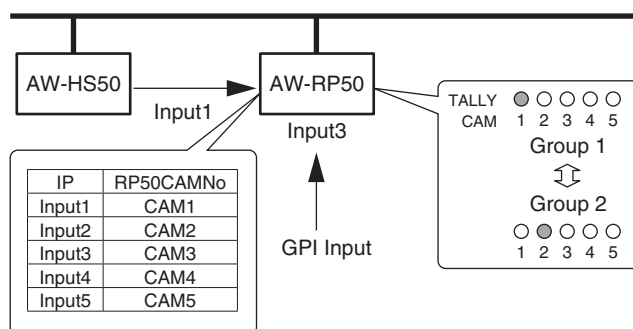 AW-HS50
AW-RP50
Input1
Input3
GPI Input
IP RP50CAMNo
Input1 CAM1
Input2 CAM2
Input3 CAM3
Input4 CAM4
Input5 CAM5
TALLY
CAM 1 2 3 4 5
Group 1
Group 2
1 2 3 4 5